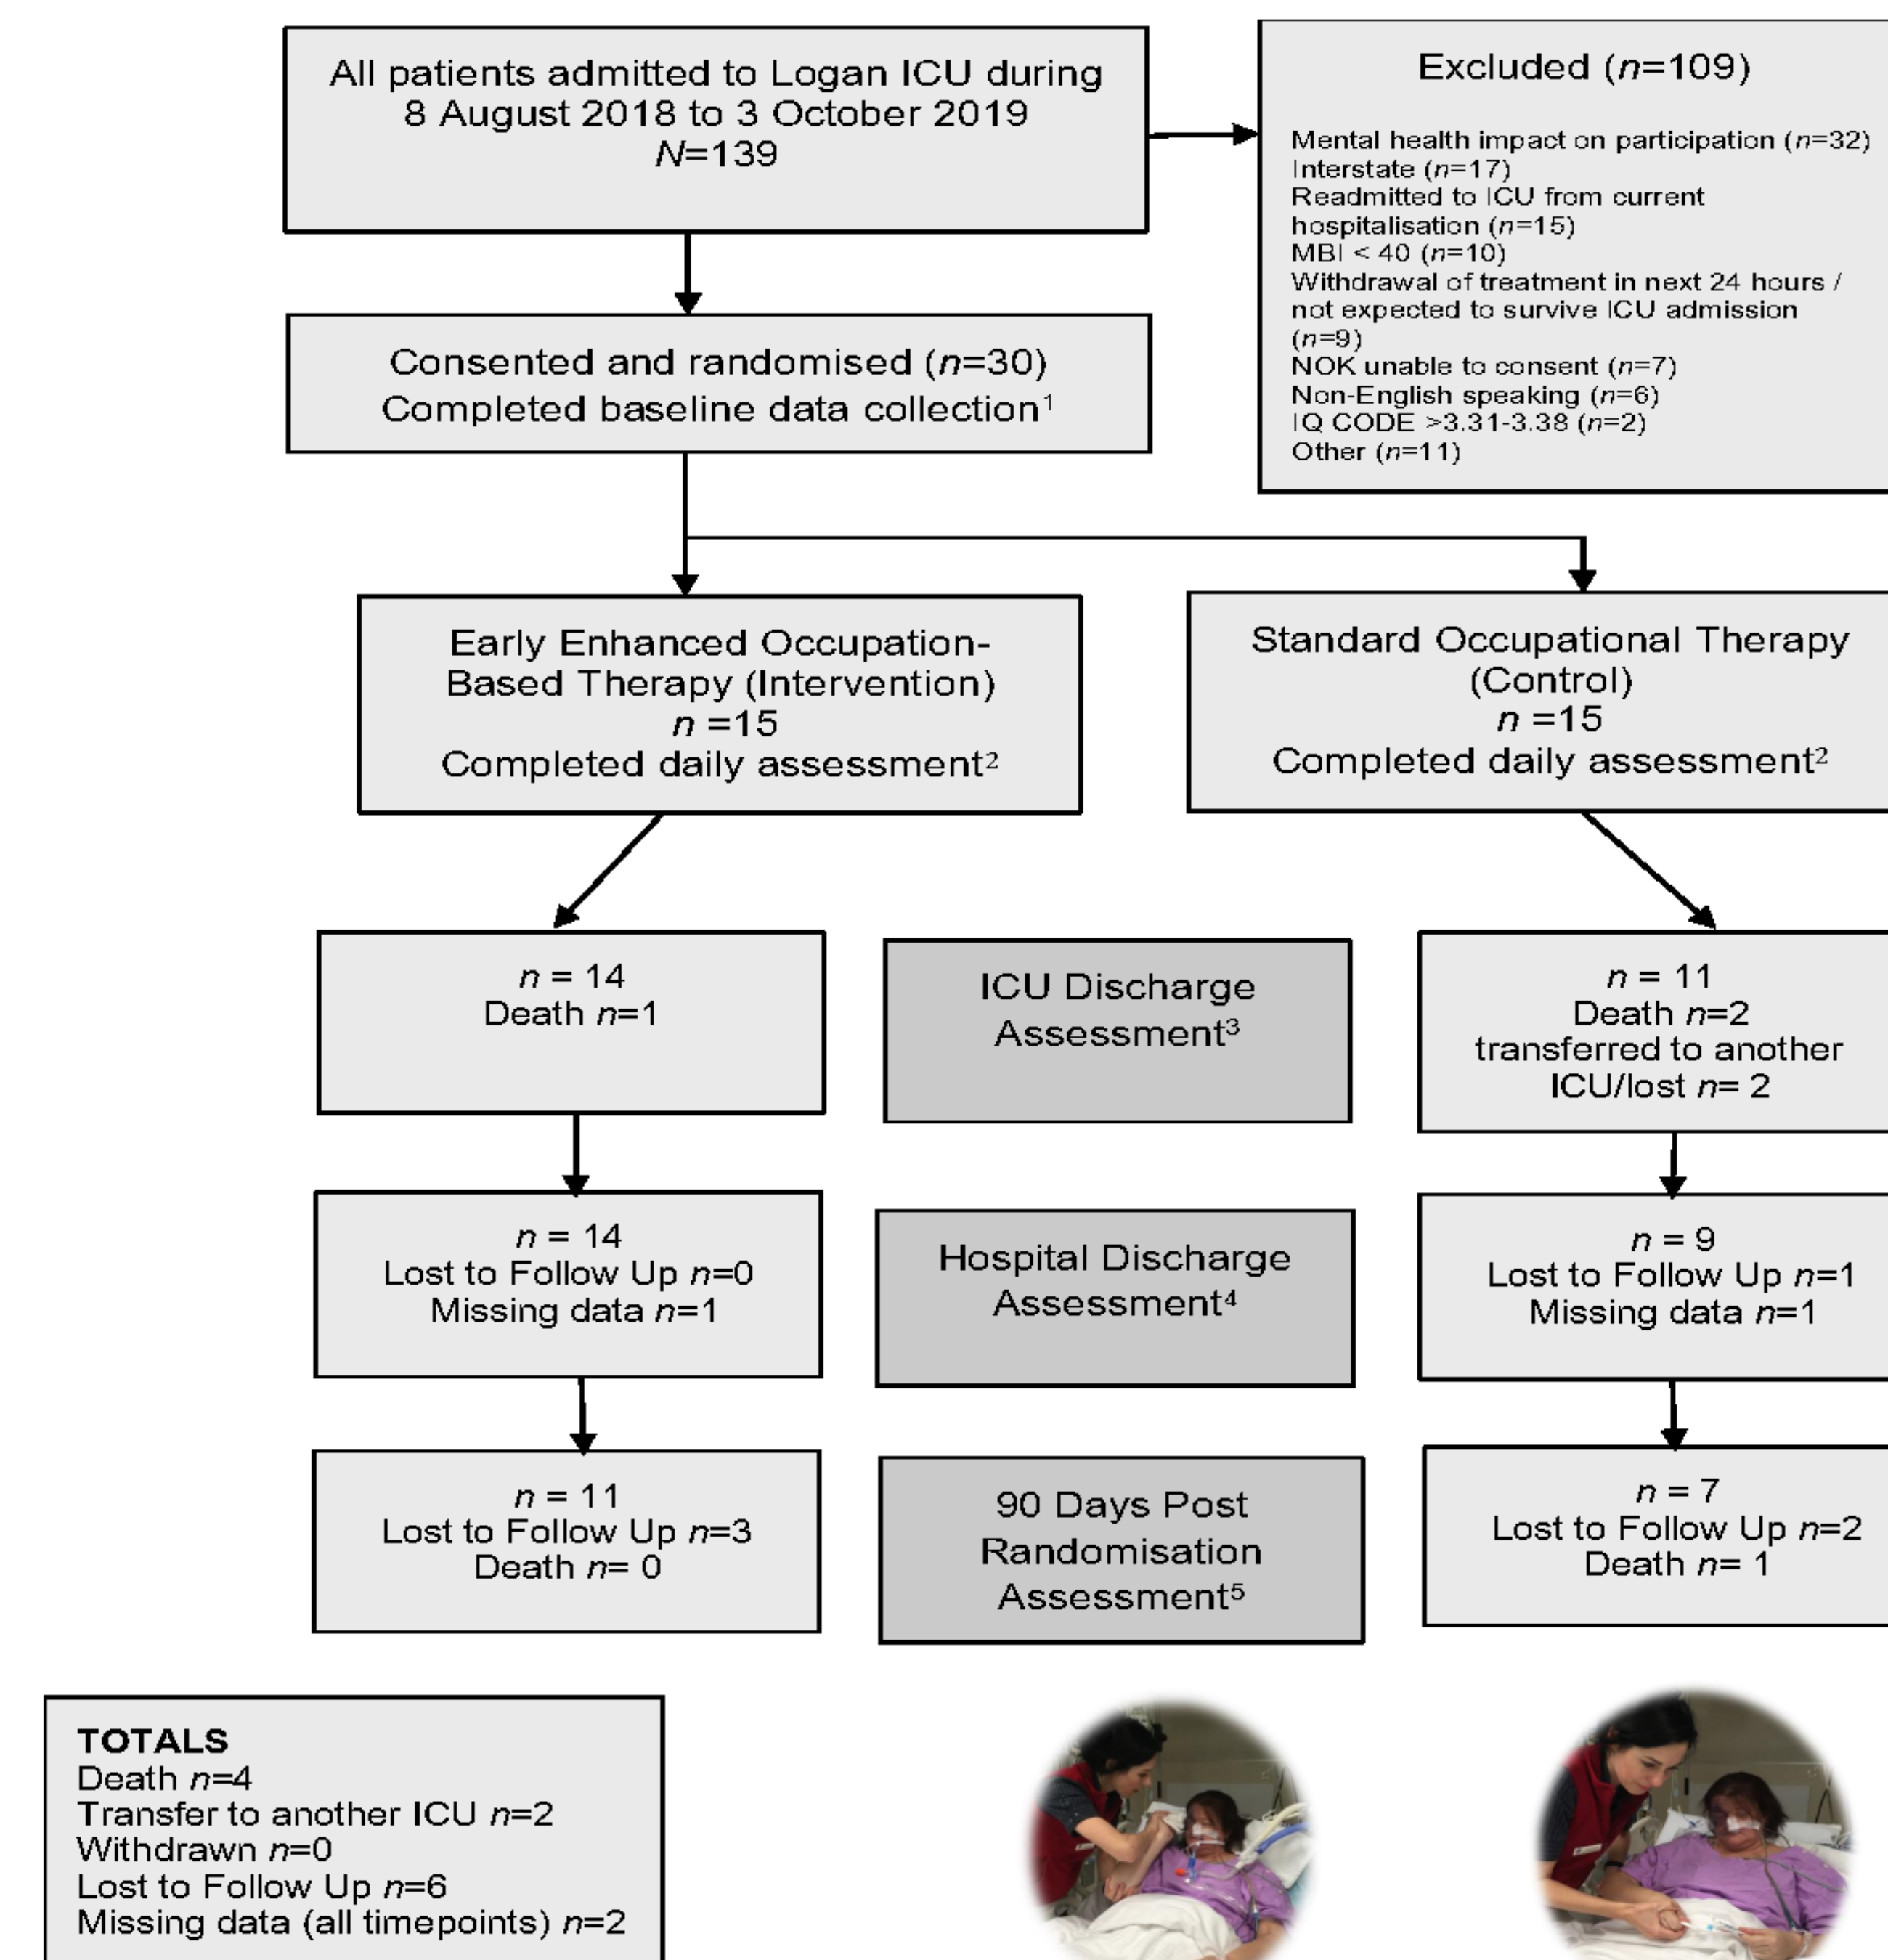 All patients admitted to Logan ICU during
8 August 2018 to 3 October 2019
N=139
Excluded (n=109)
Mental health impact on participation (n=32)
Interstate (n=17)
Readmitted to ICU from current
hospitalisation (n=15)
MBI < 40 (n=10)
Withdrawal of treatment in next 24 hours /
not expected to survive ICU admission
(n=9)
NOK unable to consent (n=7)
Non-English speaking (n=6)
IQ CODE >3.31-3.38 (n=2)
Other (n=11)
Consented and randomised (n=30)
Completed baseline data collection¹
Early Enhanced Occupation-
Based Therapy (Intervention)
n =15
Completed daily assessment²
Standard Occupational Therapy
(Control)
n =15
Completed daily assessment²
n = 14
Death n=1
ICU Discharge
Assessment³
n = 11
Death n=2
transferred to another
ICU/lost n= 2
n = 14
Lost to Follow Up n=0
Missing data n=1
Hospital Discharge
Assessment⁴
n = 9
Lost to Follow Up n=1
Missing data n=1
n = 11
Lost to Follow Up n=3
Death n= 0
90 Days Post
Randomisation
Assessment⁵
n = 7
Lost to Follow Up n=2
Death n= 1
TOTALS
Death n=4
Transfer to another ICU n=2
Withdrawn n=0
Lost to Follow Up n=6
Missing data (all timepoints) n=2